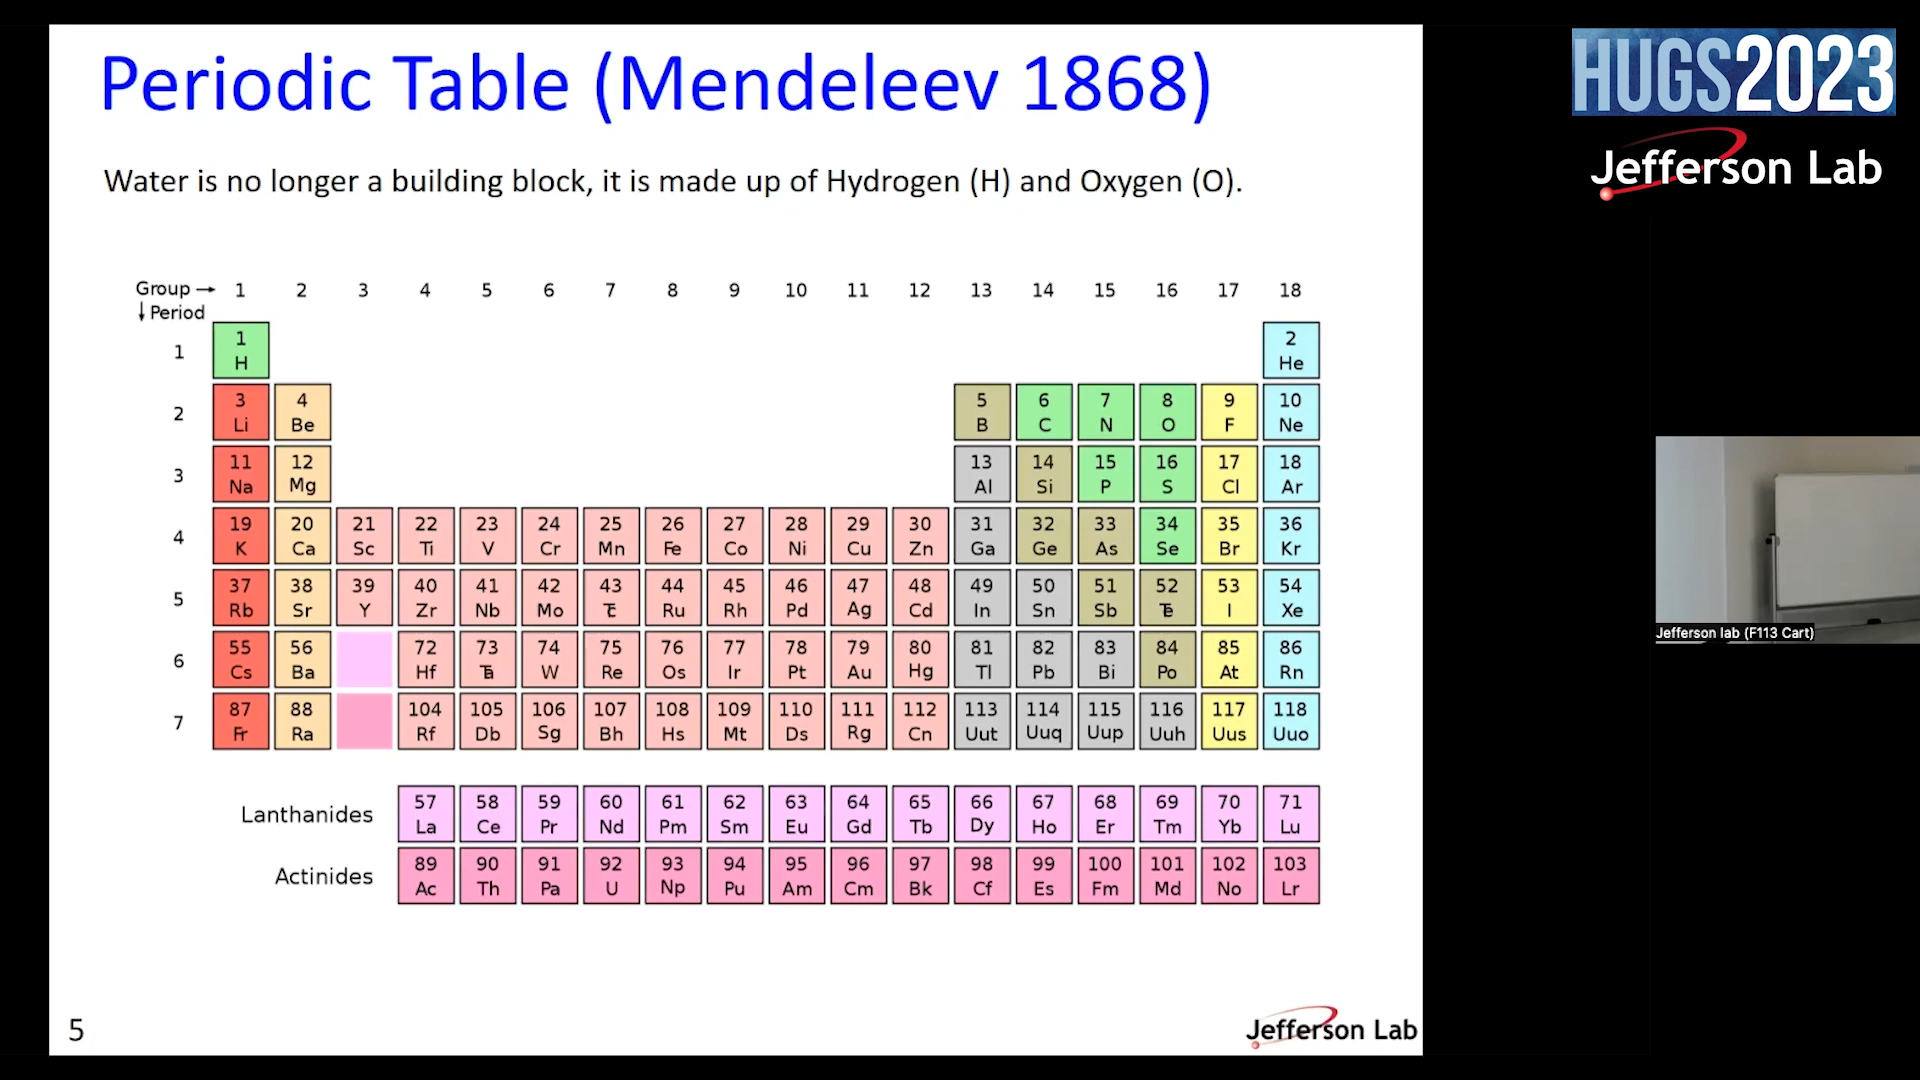 Periodic Table (Mendeleev 1868)
Water is no longer a building block, it is made up of Hydrogen (H) and Oxygen (O).
Group → 1 2 3 4 5 6 7 8 9 10 11 12 13 14 15 16 17 18
↓ Period
1 1 H 2 He
2 3 Li 4 Be 5 B 6 C 7 N 8 O 9 F 10 Ne
3 11 Na 12 Mg 13 Al 14 Si 15 P 16 S 17 Cl 18 Ar
4 19 K 20 Ca 21 Sc 22 Ti 23 V 24 Cr 25 Mn 26 Fe 27 Co 28 Ni 29 Cu 30 Zn 31 Ga 32 Ge 33 As 34 Se 35 Br 36 Kr
5 37 Rb 38 Sr 39 Y 40 Zr 41 Nb 42 Mo 43 Tc 44 Ru 45 Rh 46 Pd 47 Ag 48 Cd 49 In 50 Sn 51 Sb 52 Te 53 I 54 Xe
6 55 Cs 56 Ba 72 Hf 73 Ta 74 W 75 Re 76 Os 77 Ir 78 Pt 79 Au 80 Hg 81 Tl 82 Pb 83 Bi 84 Po 85 At 86 Rn
7 87 Fr 88 Ra 104 Rf 105 Db 106 Sg 107 Bh 108 Hs 109 Mt 110 Ds 111 Rg 112 Cn 113 Uut 114 Uuq 115 Uup 116 Uuh 117 Uus 118 Uuo
Lanthanides 57 La 58 Ce 59 Pr 60 Nd 61 Pm 62 Sm 63 Eu 64 Gd 65 Tb 66 Dy 67 Ho 68 Er 69 Tm 70 Yb 71 Lu
Actinides 89 Ac 90 Th 91 Pa 92 U 93 Np 94 Pu 95 Am 96 Cm 97 Bk 98 Cf 99 Es 100 Fm 101 Md 102 No 103 Lr
5
Jefferson Lab
HUGS2023
Jefferson Lab
Jefferson lab (F113 Cart)